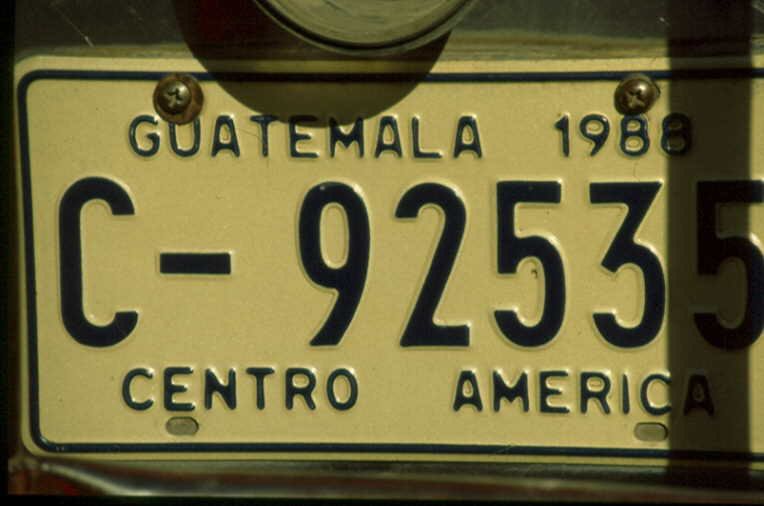 GUATEMALA 1988
C-92535
CENTRO AMERICA